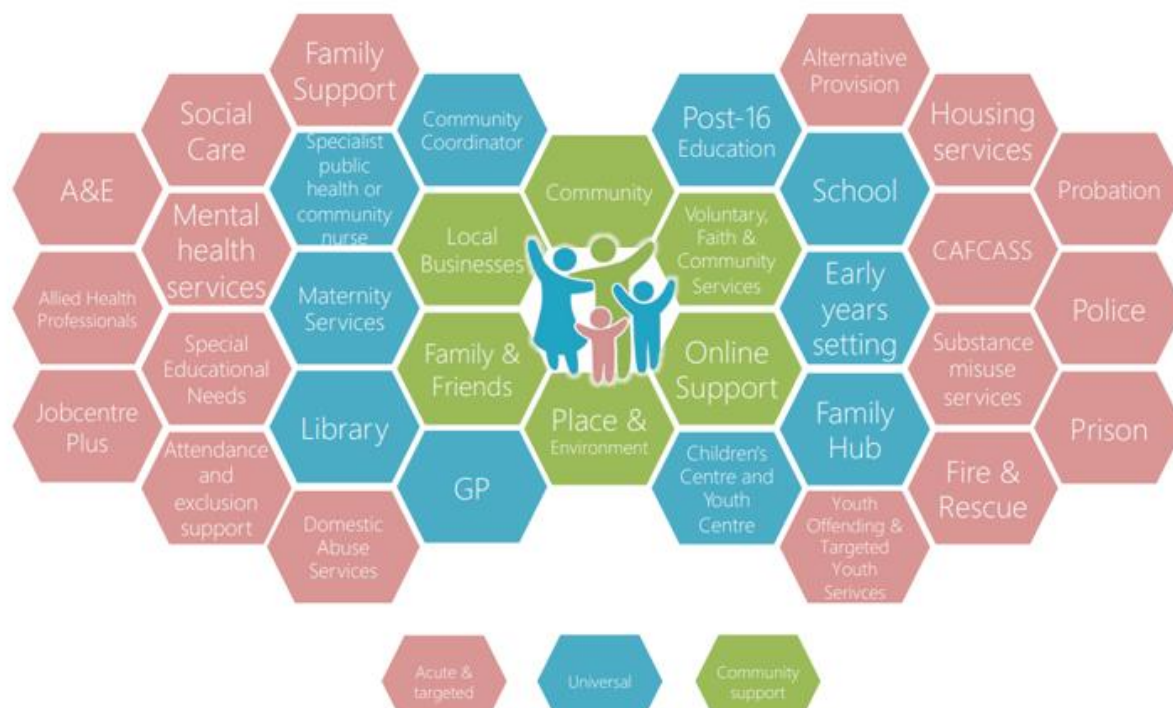 Family
Support
Social
Care
A&E
Community
Coordinator
Specialist
public
health or
community
nurse
Mental
health
services
Allied Health
Professionals
Maternity
Services
Special
Educational
Needs
Jobcentre
Plus
Library
Attendance
and
exclusion
support
GP
Domestic
Abuse
Services
Community
Local
Businesses
Family &
Friends
Place &
Environment
Voluntary,
Faith &
Community
Services
Online
Support
Post-16
Education
Alternative
Provision
Housing
services
School
Probation
CAFCASS
Early
years
setting
Police
Substance
misuse
services
Family
Hub
Prison
Children's
Centre and
Youth
Centre
Fire &
Rescue
Youth
Offending &
Targeted
Youth
Serivces
Acute &
targeted
Universal
Community
support